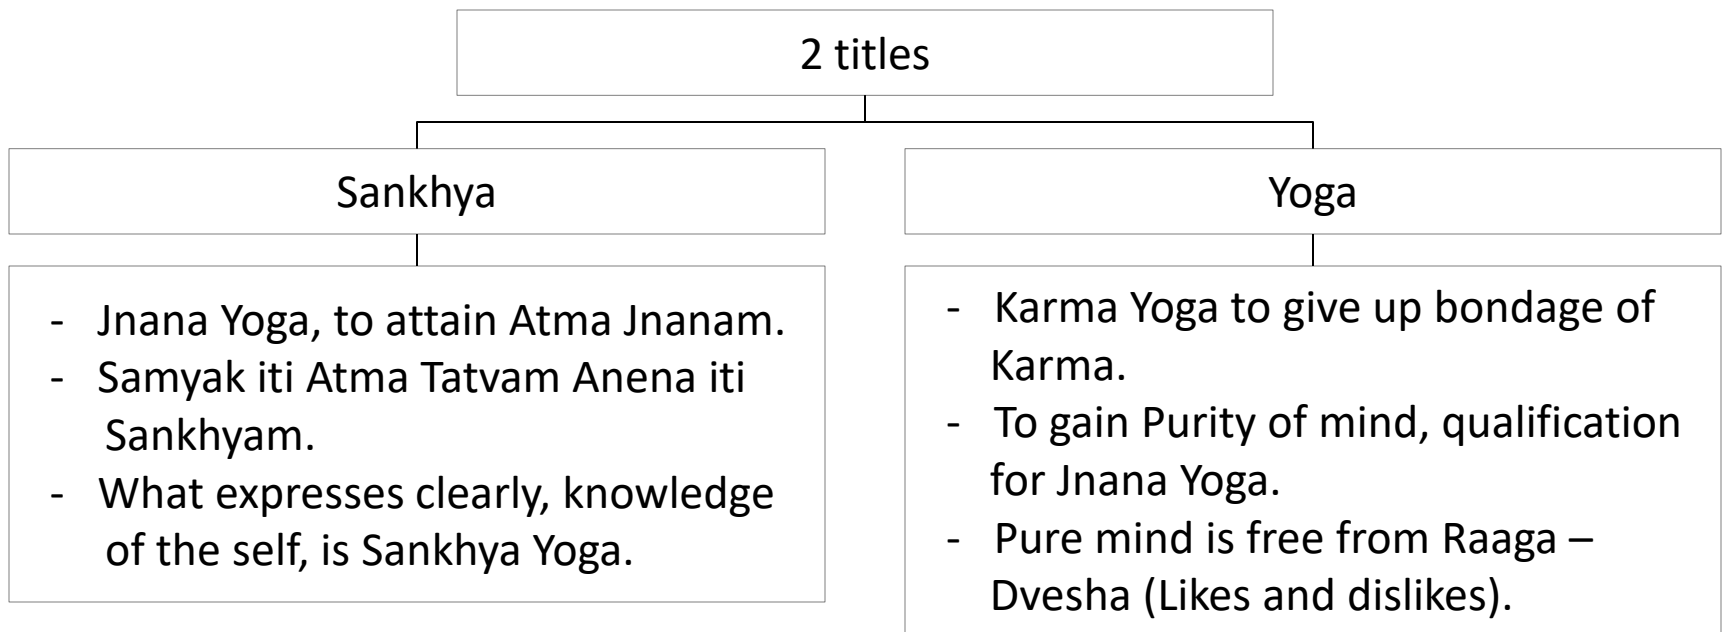 2 titles
Sankhya
- Jnana Yoga, to attain Atma Jnanam.
- Samyak iti Atma Tatvam Anena iti
Sankhyam.
- What expresses clearly, knowledge
of the self, is Sankhya Yoga.
Yoga
- Karma Yoga to give up bondage of
Karma.
- To gain Purity of mind, qualification
for Jnana Yoga.
- Pure mind is free from Raaga –
Dvesha (Likes and dislikes).